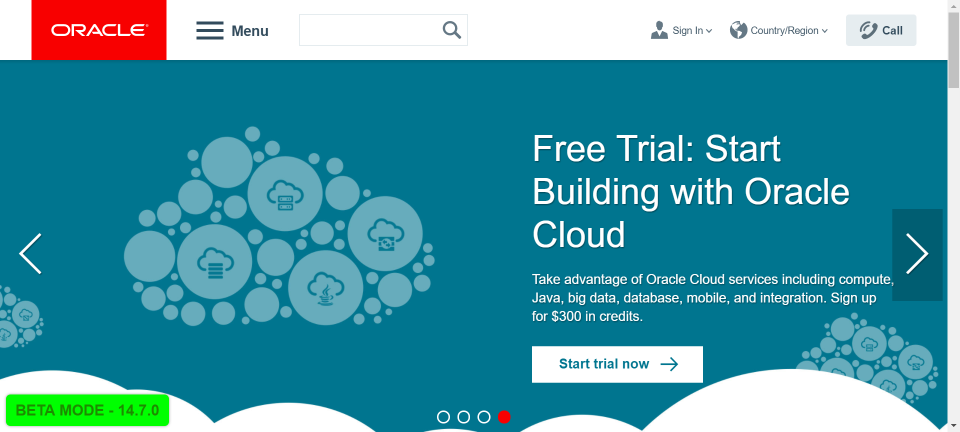 ORACLE
Menu
Sign In
Country/Region
Call
Free Trial: Start
Building with Oracle
Cloud
Take advantage of Oracle Cloud services including compute,
Java, big data, database, mobile, and integration. Sign up
for $300 in credits.
Start trial now
BETA MODE - 14.7.0